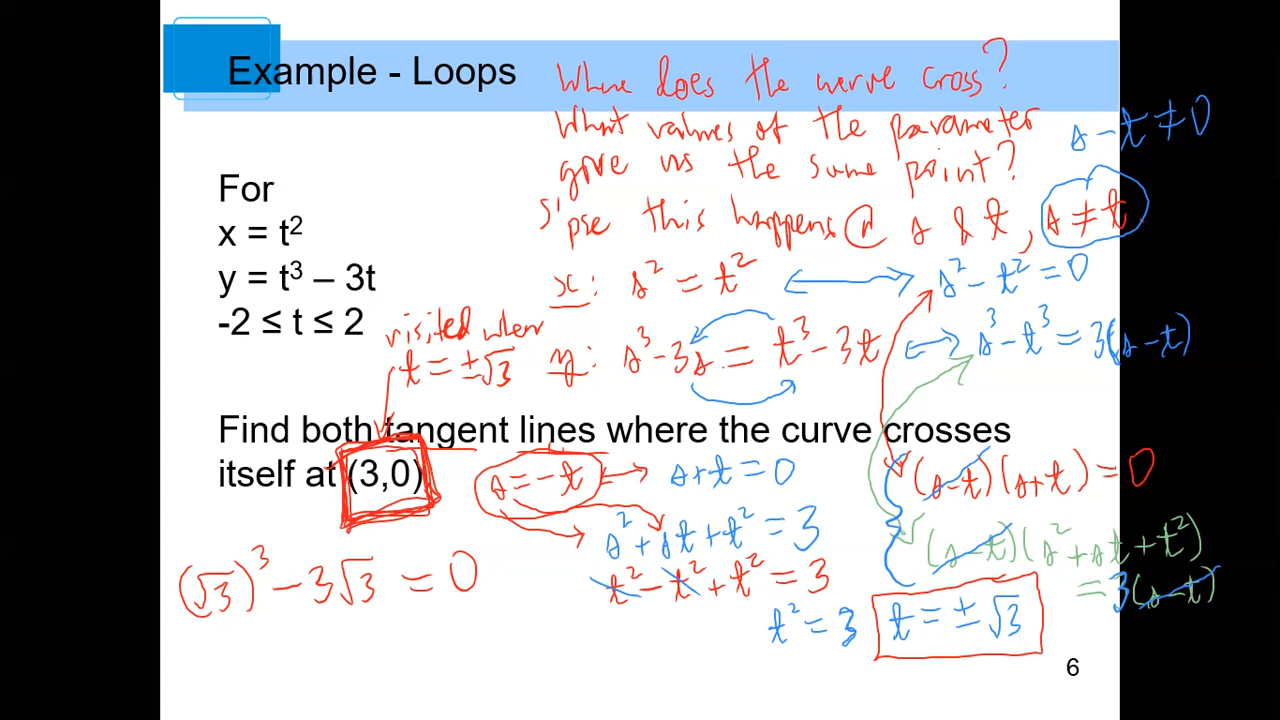 Example - Loops
Where does the curve cross?
What values of the parameter
give us the same point?
s'pse this happens @ s & t, s ≠ t
s - t ≠ 0
For
x = t²
y = t³ – 3t
-2 ≤ t ≤ 2
x: s² = t² ⟷ s² - t² = 0
visited when
t = ±√3
y: s³ - 3s = t³ - 3t ⟷ s³ - t³ = 3(s - t)
Find both tangent lines where the curve crosses
itself at (3,0)
s = -t ⟷ s + t = 0
(s-t)(s+t) = 0
s² + st + t² = 3
(s-t)(s² + st + t²)
= 3(s-t)
t² - t² + t² = 3
(√3)³ - 3√3 = 0
t² = 3
t = ±√3
6